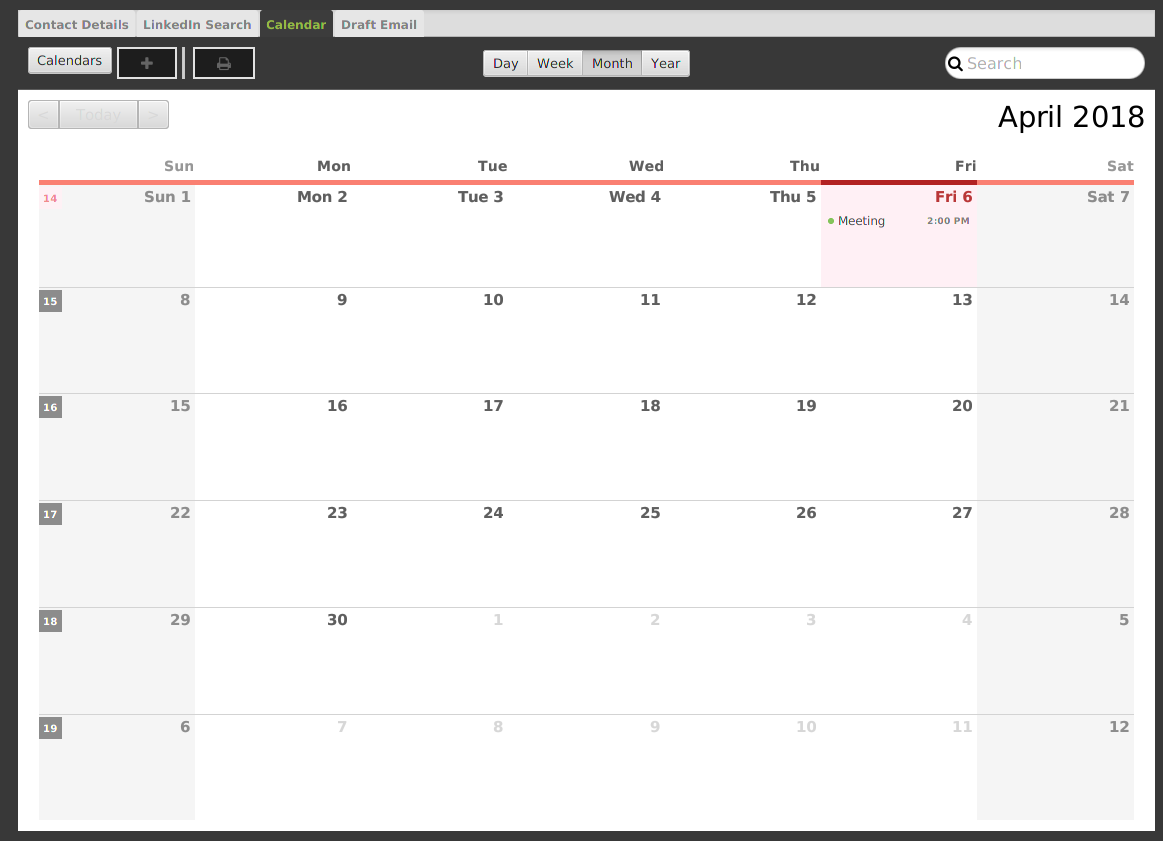 Contact Details LinkedIn Search Calendar Draft Email
Calendars + Day Week Month Year Search
< Today > April 2018
Sun Mon Tue Wed Thu Fri Sat
14 Sun 1 Mon 2 Tue 3 Wed 4 Thu 5 Fri 6 Sat 7
Meeting 2:00 PM
15 8 9 10 11 12 13 14
16 15 16 17 18 19 20 21
17 22 23 24 25 26 27 28
18 29 30 1 2 3 4 5
19 6 7 8 9 10 11 12